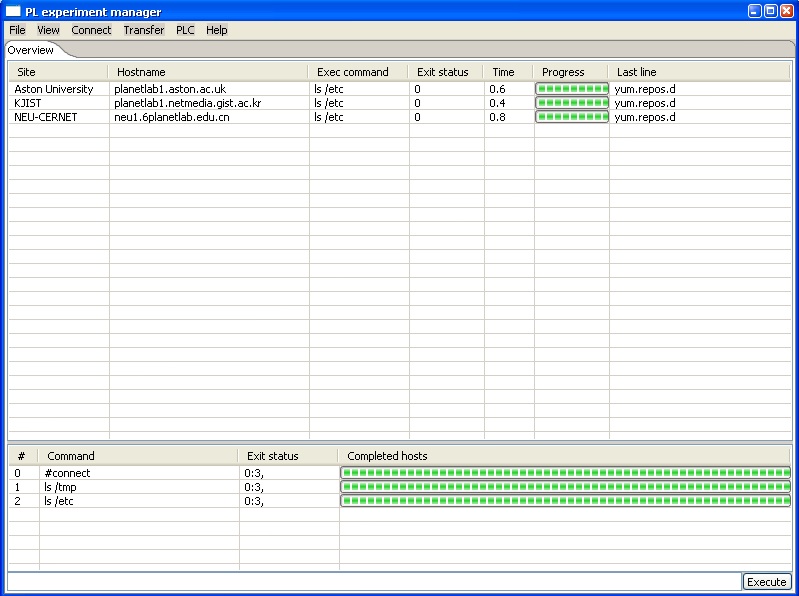 PL experiment manager
File View Connect Transfer PLC Help
Overview
Site Hostname Exec command Exit status Time Progress Last line
Aston University planetlab1.aston.ac.uk ls /etc 0 0.6 yum.repos.d
KJIST planetlab1.netmedia.gist.ac.kr ls /etc 0 0.4 yum.repos.d
NEU-CERNET neu1.6planetlab.edu.cn ls /etc 0 0.8 yum.repos.d
# Command Exit status Completed hosts
0 #connect 0:3,
1 ls /tmp 0:3,
2 ls /etc 0:3,
Execute